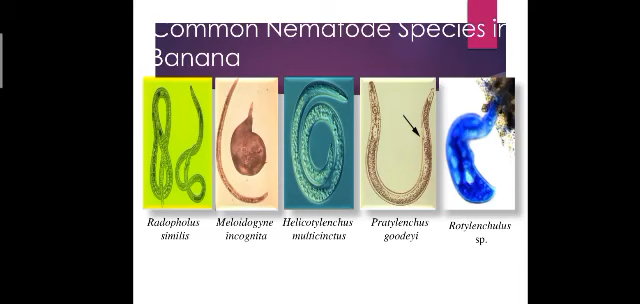 Common Nematode Species in
Banana
Radopholus
similis
Meloidogyne
incognita
Helicotylenchus
multicinctus
Pratylenchus
goodeyi
Rotylenchulus
sp.